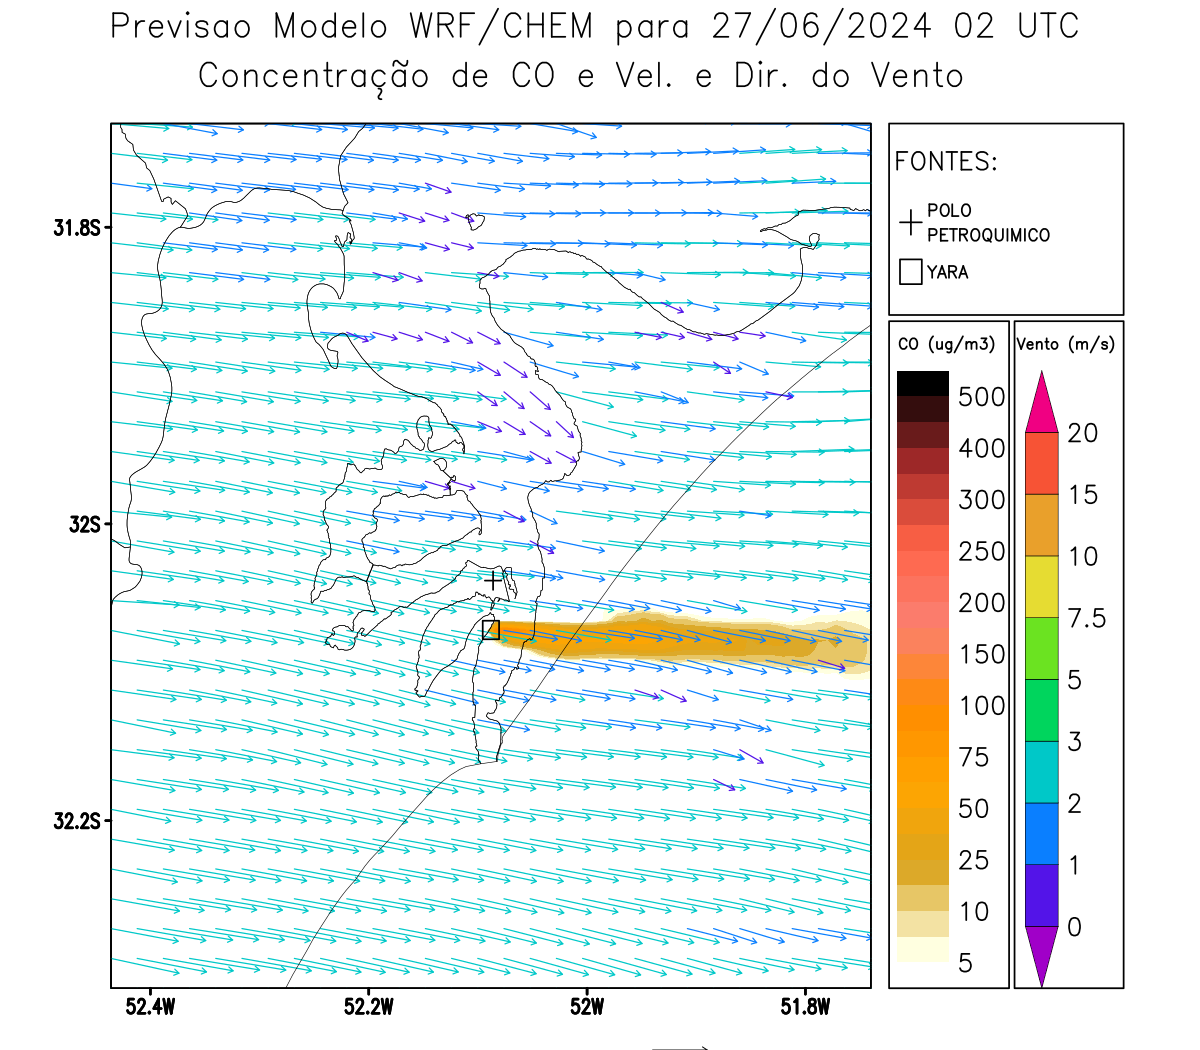 Previsao Modelo WRF/CHEM para 27/06/2024 02 UTC
Concentração de CO e Vel. e Dir. do Vento
FONTES:
POLO
PETROQUIMICO
YARA
CO (ug/m3)
500
400
300
250
200
150
100
75
50
25
10
5
Vento (m/s)
20
15
10
7.5
5
3
2
1
0
31.8S
32S
32.2S
52.4W
52.2W
52W
51.8W